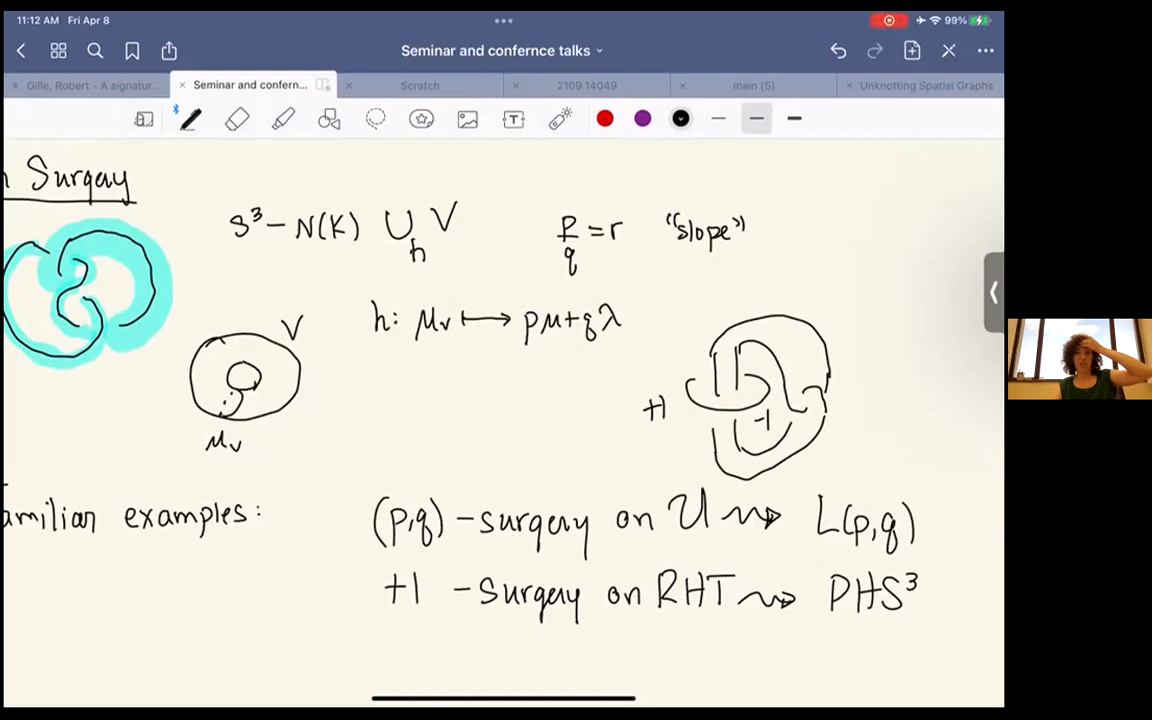 11:12 AM Fri Apr 8
99%
Seminar and confernce talks
Gille, Robert - A signatur...
Seminar and confern...
Scratch
2109.14049
main (5)
Unknotting Spatial Graphs
Surgay
S³ - N(K) ∪ₕ V
p/q = r "slope"
V
h: μv ↦ pμ+qλ
+1
-1
μv
amiliar examples:
(p,q) - surgery on U ⇝ L(p,q)
+1 - surgery on RHT ⇝ PHS³